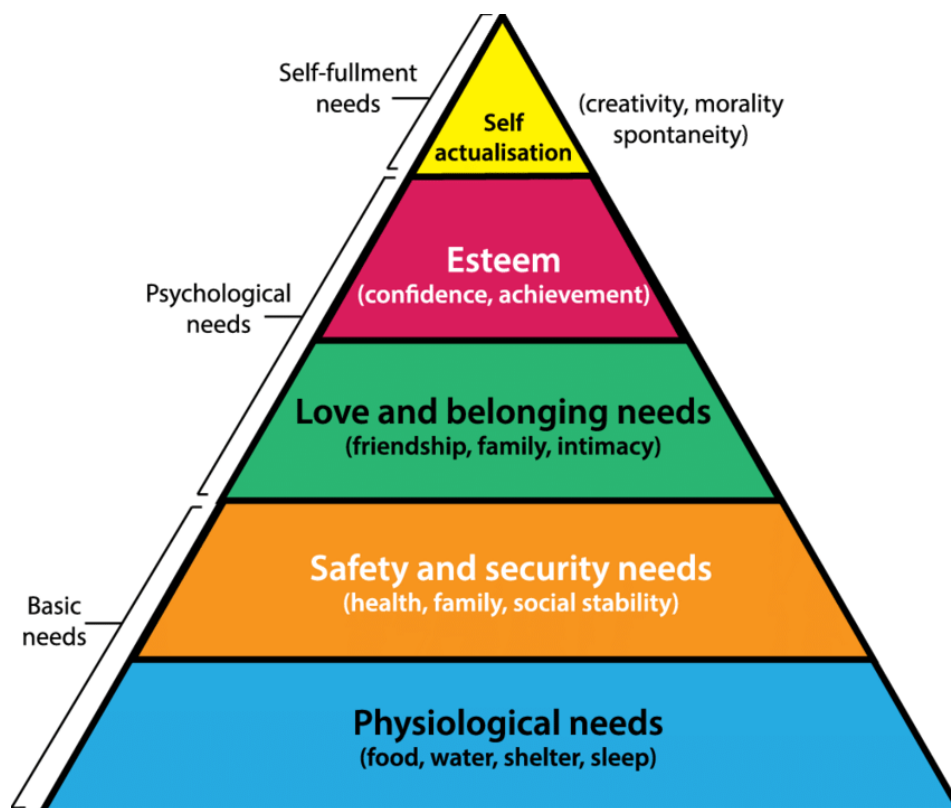 Self-fullment
needs
(creativity, morality
spontaneity)
Self
actualisation
Psychological
needs
Esteem
(confidence, achievement)
Love and belonging needs
(friendship, family, intimacy)
Basic
needs
Safety and security needs
(health, family, social stability)
Physiological needs
(food, water, shelter, sleep)